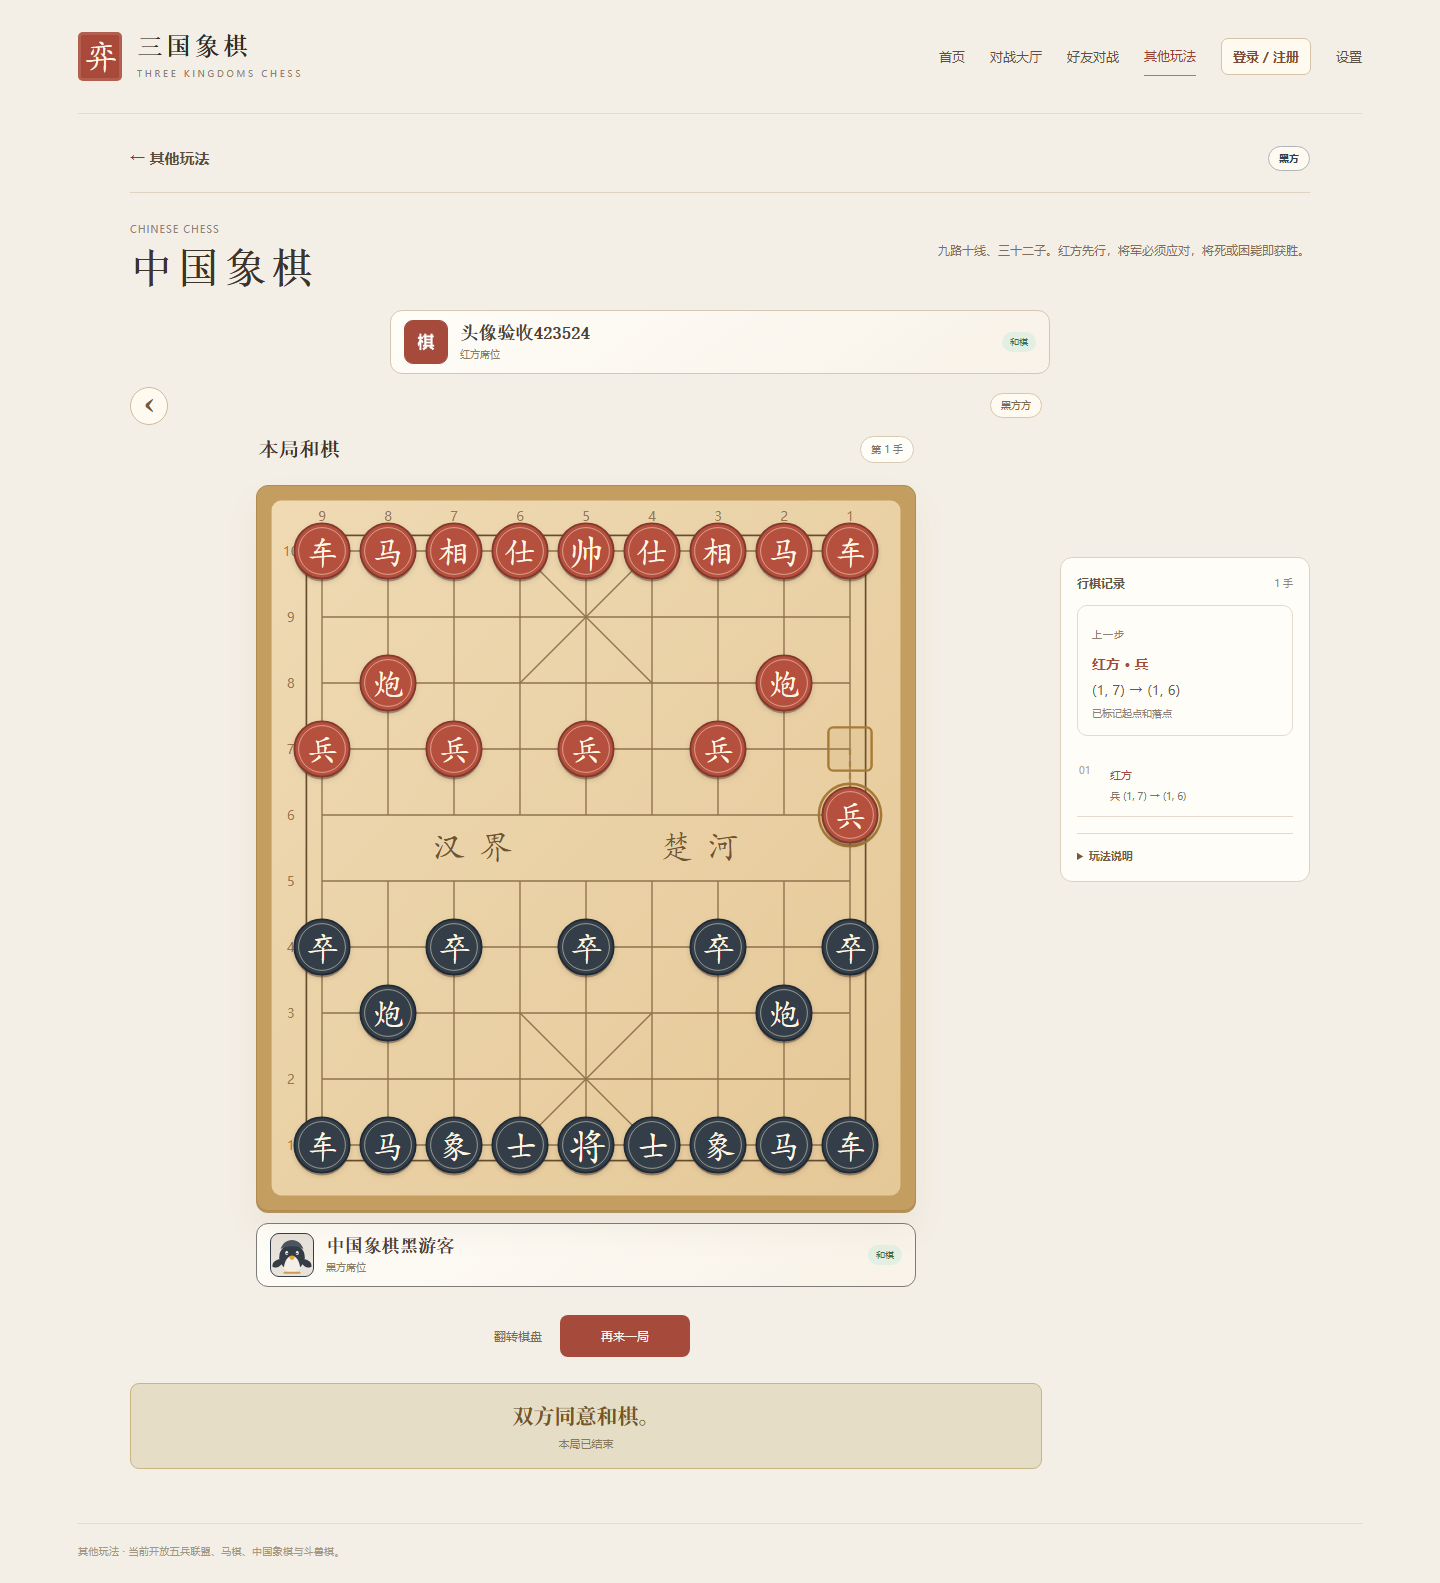 弈
三国象棋
THREE KINGDOMS CHESS
首页 对战大厅 好友对战 其他玩法 登录 / 注册 设置
← 其他玩法
黑方
CHINESE CHESS
中国象棋
九路十线、三十二子。红方先行，将军必须应对，将死或困毙即获胜。
棋
头像验收423524
红方席位
和棋
黑方方
本局和棋
第 1 手
9 8 7 6 5 4 3 2 1
10 车 马 相 仕 帅 仕 相 马 车
9
8 炮 炮
7 兵 兵 兵 兵
6 兵
汉界 楚河
5
4 卒 卒 卒 卒 卒
3 炮 炮
2
1 车 马 象 士 将 士 象 马 车
行棋记录 1 手
上一步
红方 • 兵
(1, 7) → (1, 6)
已标记起点和落点
01 红方
兵 (1, 7) → (1, 6)
▶ 玩法说明
中国象棋黑游客
黑方席位
和棋
翻转棋盘 再来一局
双方同意和棋。
本局已结束
其他玩法 · 当前开放五兵联盟、马棋、中国象棋与斗兽棋。